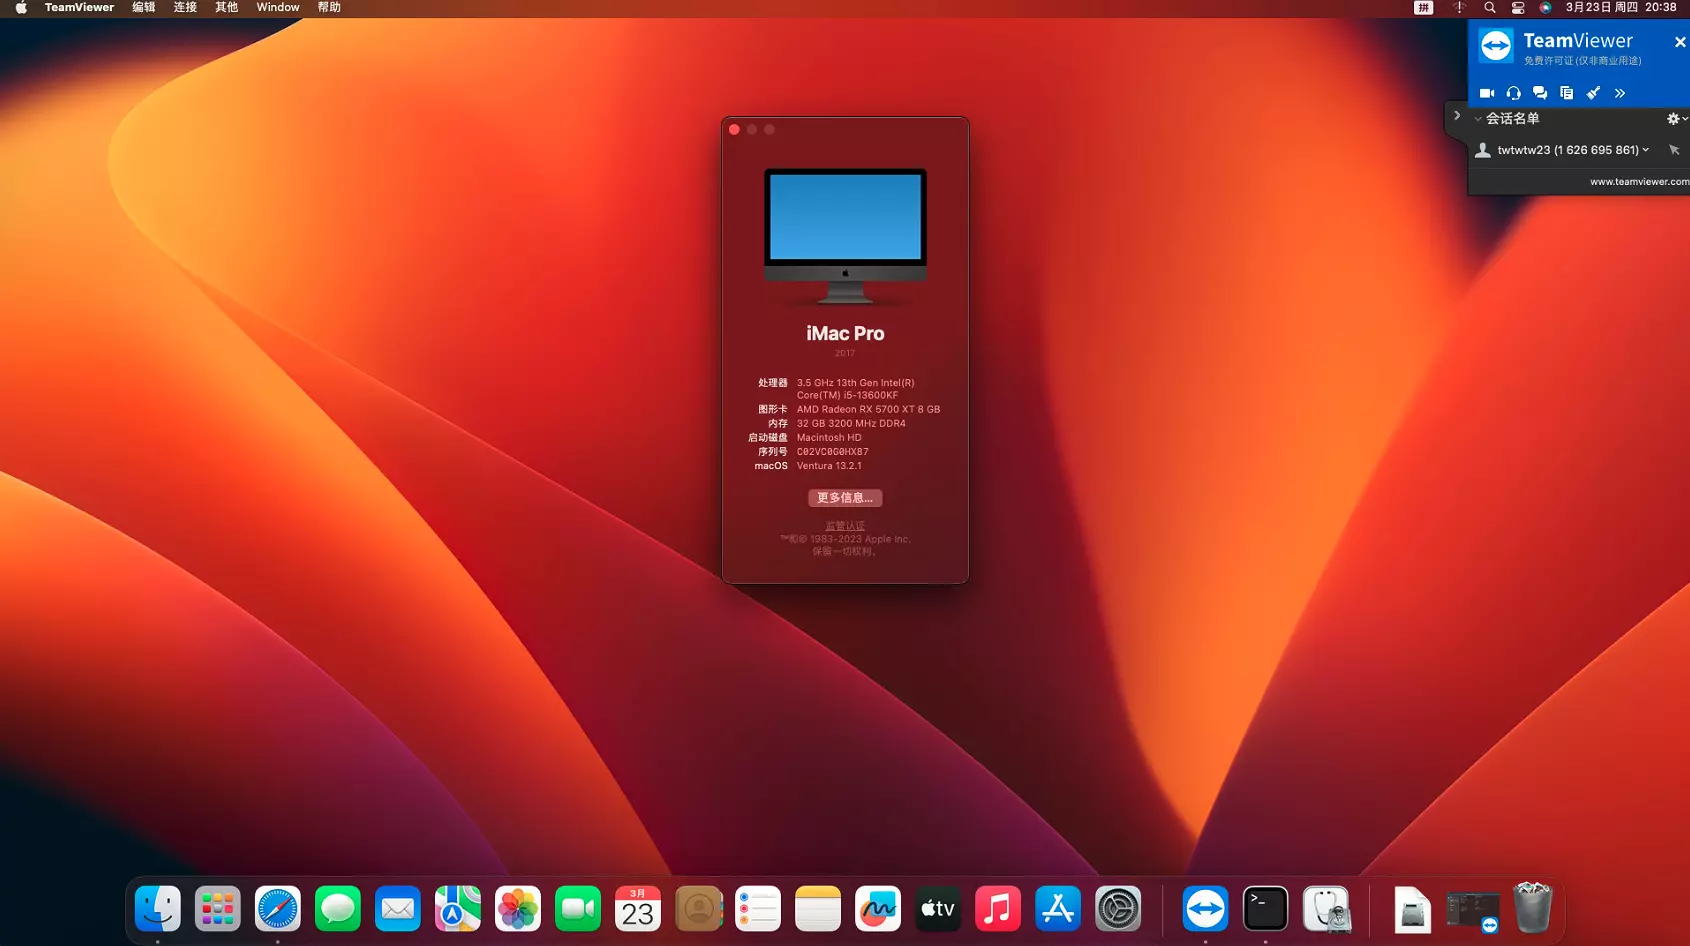 TeamViewer 编辑 连接 其他 Window 帮助
拼 3月23日 周四 20:38
TeamViewer
免费许可证(仅非商业用途)
会话名单
twtwtw23 (1 626 695 861)
www.teamviewer.com
iMac Pro
2017
处理器 3.5 GHz 13th Gen Intel(R)
Core(TM) i5-13600KF
图形卡 AMD Radeon RX 5700 XT 8 GB
内存 32 GB 3200 MHz DDR4
启动磁盘 Macintosh HD
序列号 C02VC0G0HX87
macOS Ventura 13.2.1
更多信息...
监管认证
™和© 1983-2023 Apple Inc.
保留一切权利。
3月
23
tv
>_